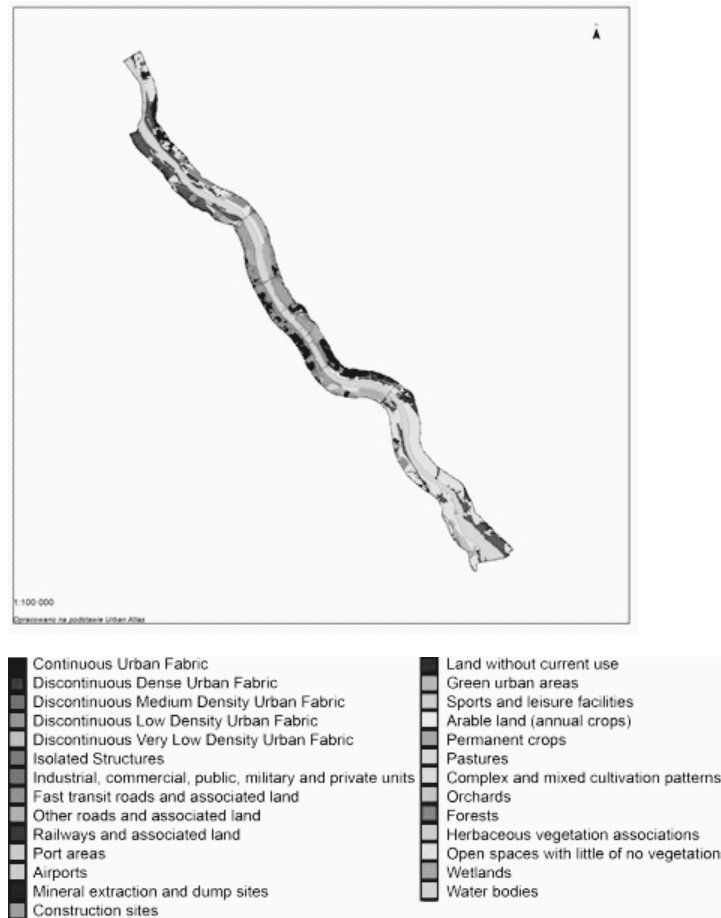 1:100 000
Opracowano na podstawie Urban Atlas
Continuous Urban Fabric
Discontinuous Dense Urban Fabric
Discontinuous Medium Density Urban Fabric
Discontinuous Low Density Urban Fabric
Discontinuous Very Low Density Urban Fabric
Isolated Structures
Industrial, commercial, public, military and private units
Fast transit roads and associated land
Other roads and associated land
Railways and associated land
Port areas
Airports
Mineral extraction and dump sites
Construction sites
Land without current use
Green urban areas
Sports and leisure facilities
Arable land (annual crops)
Permanent crops
Pastures
Complex and mixed cultivation patterns
Orchards
Forests
Herbaceous vegetation associations
Open spaces with little of no vegetation
Wetlands
Water bodies